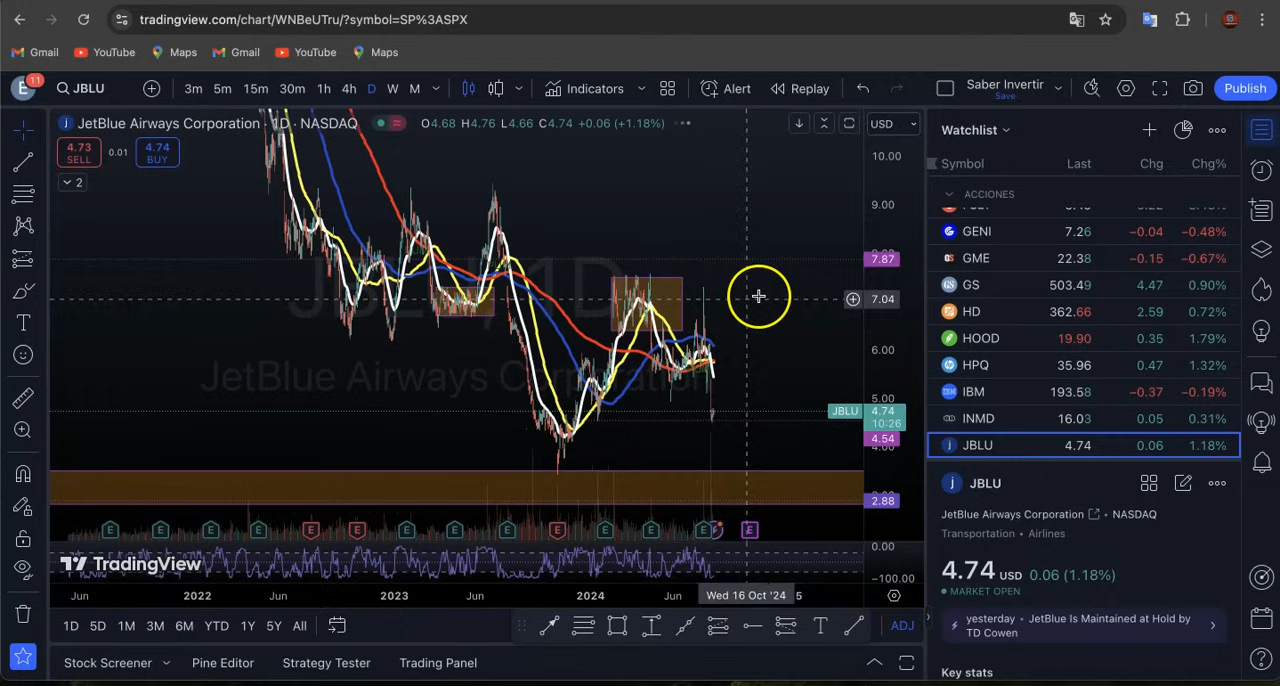 tradingview.com/chart/WNBeUTru/?symbol=SP%3ASPX
Gmail YouTube Maps Gmail YouTube Maps
E 11 JBLU 3m 5m 15m 30m 1h 4h D W M Indicators Alert Replay Saber Invertir Save Publish
JetBlue Airways Corporation · 1D · NASDAQ O4.68 H4.76 L4.66 C4.74 +0.06 (+1.18%) USD
4.73 SELL 0.01 4.74 BUY
2
JBLU, 1D
JetBlue Airways Corporation
10.00
9.00
7.87
7.04
6.00
5.00
JBLU 4.74
10:26
4.54
2.88
0.00
−100.00
E E E E E E E E E E E E E E
TradingView
Jun 2022 Jun 2023 Jun 2024 Jun Wed 16 Oct '24 5
1D 5D 1M 3M 6M YTD 1Y 5Y All ADJ
Stock Screener Pine Editor Strategy Tester Trading Panel
Watchlist
Symbol Last Chg Chg%
ACCIONES
GENI 7.26 −0.04 −0.48%
GME 22.38 −0.15 −0.67%
GS 503.49 4.47 0.90%
HD 362.66 2.59 0.72%
HOOD 19.90 0.35 1.79%
HPQ 35.96 0.47 1.32%
IBM 193.58 −0.37 −0.19%
INMD 16.03 0.05 0.31%
JBLU 4.74 0.06 1.18%
JBLU
JetBlue Airways Corporation • NASDAQ
Transportation • Airlines
4.74 USD 0.06 (1.18%)
MARKET OPEN
yesterday • JetBlue Is Maintained at Hold by
TD Cowen
Key stats